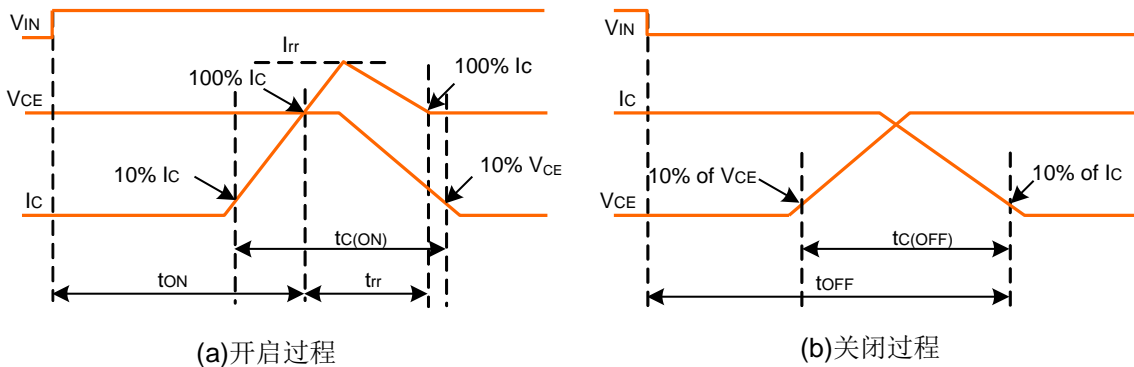 VIN
Irr
100% IC
100% IC
VCE
10% IC
10% VCE
IC
tC(ON)
tON
trr
(a)开启过程
VIN
IC
10% of VCE
10% of IC
VCE
tC(OFF)
tOFF
(b)关闭过程